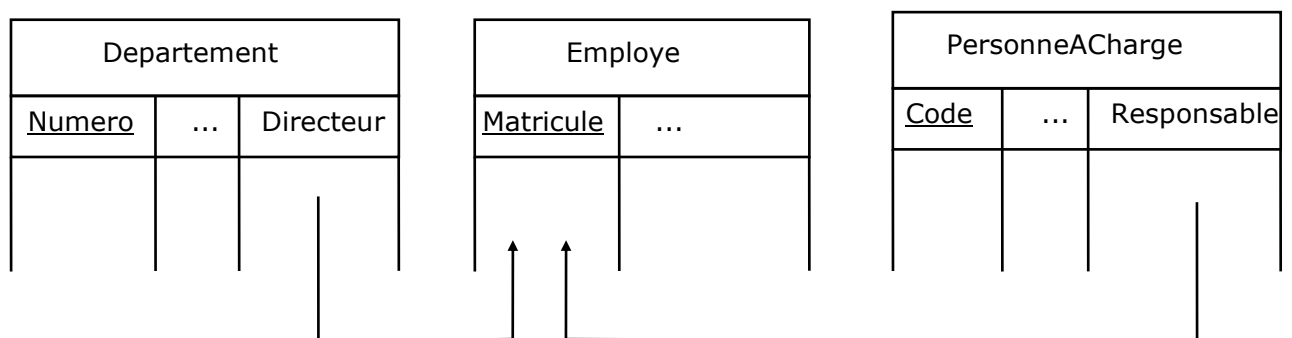 Departement
Numero ... Directeur
Employe
Matricule ...
PersonneACharge
Code ... Responsable